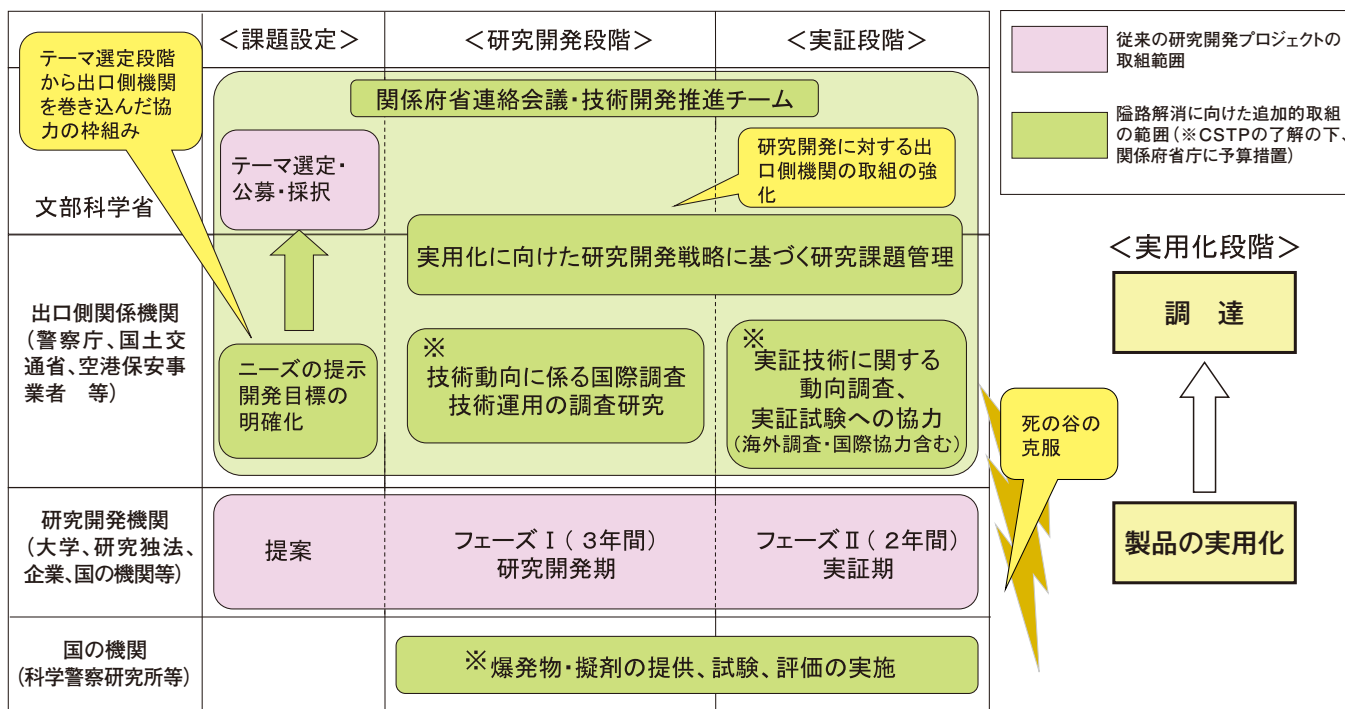 ＜課題設定＞
＜研究開発段階＞
＜実証段階＞
テーマ選定段階
から出口側機関
を巻き込んだ協
力の枠組み
関係府省連絡会議・技術開発推進チーム
文部科学省
テーマ選定・
公募・採択
研究開発に対する出
口側機関の取組の強
化
実用化に向けた研究開発戦略に基づく研究課題管理
出口側関係機関
（警察庁、国土交
通省、空港保安事
業者　等）
ニーズの提示
開発目標の
明確化
※
技術動向に係る国際調査
技術運用の調査研究
※
実証技術に関する
動向調査、
実証試験への協力
（海外調査・国際協力含む）
研究開発機関
（大学、研究独法、
企業、国の機関等）
提案
フェーズⅠ（３年間）
研究開発期
フェーズⅡ（２年間）
実証期
国の機関
（科学警察研究所等）
※爆発物・擬剤の提供、試験、評価の実施
従来の研究開発プロジェクトの
取組範囲
隘路解消に向けた追加的取組
の範囲（※CSTPの了解の下、
関係府省庁に予算措置）
＜実用化段階＞
調　達
死の谷の
克服
製品の実用化